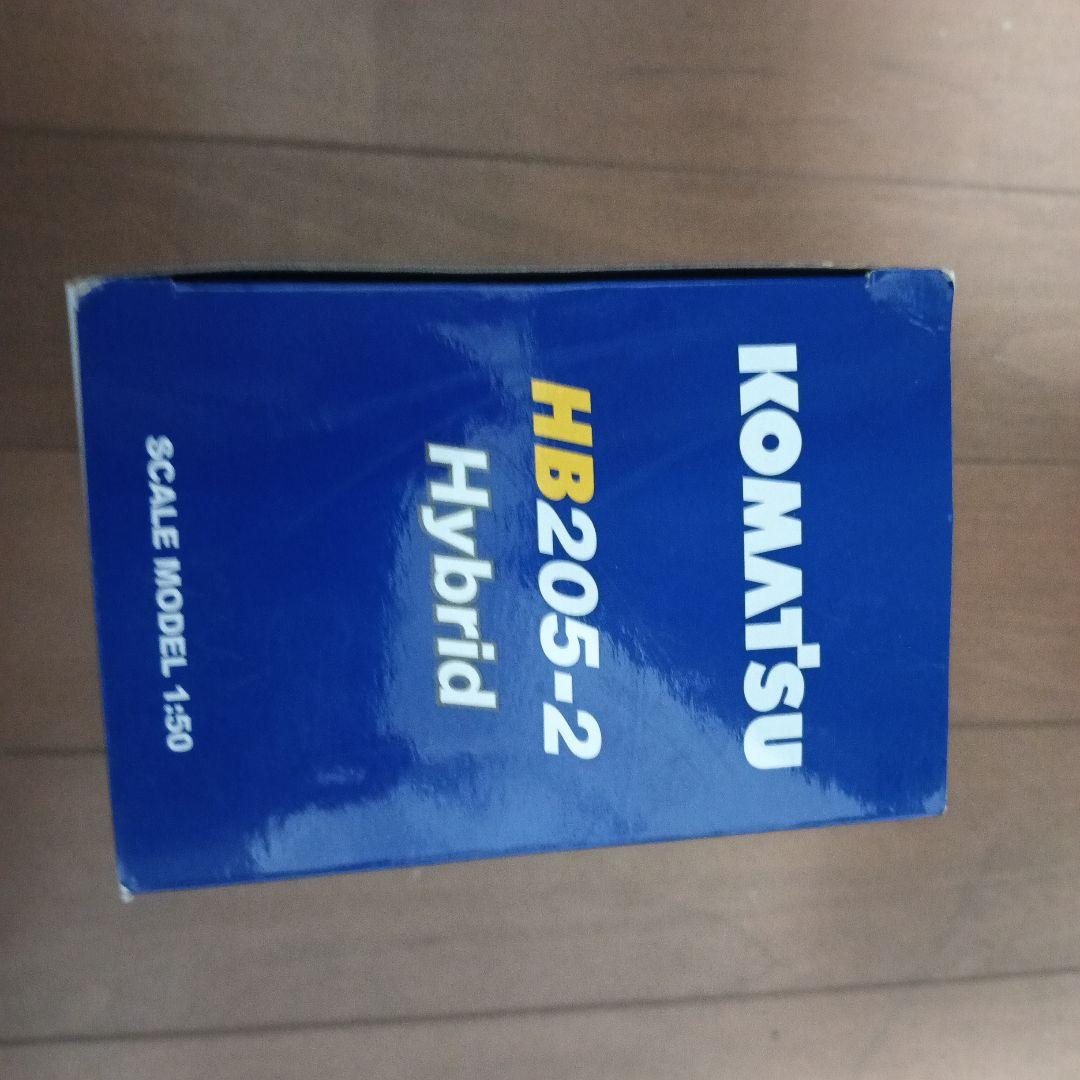 KOMATSU
HB205-2
Hybrid
SCALE MODEL 1:50